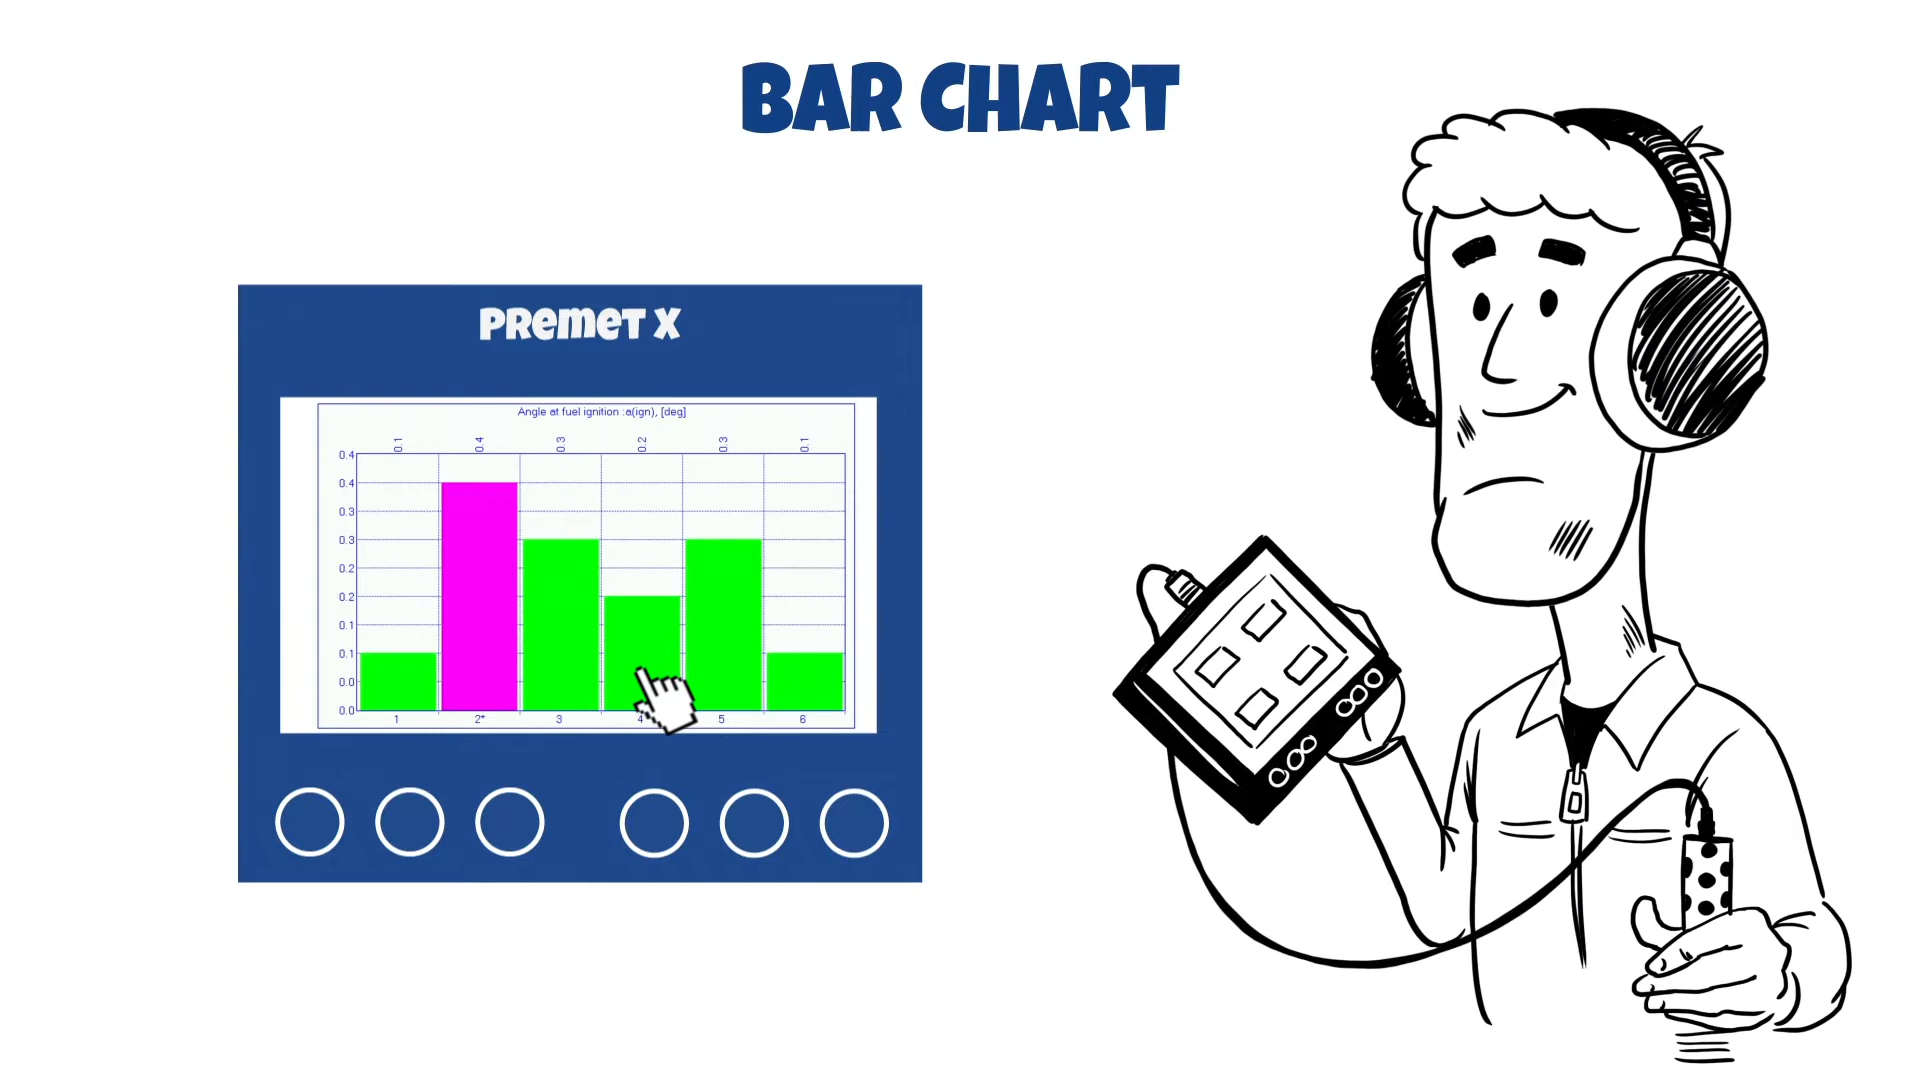 BAR CHART
PREMET X
Angle at fuel ignition :a(ign), [deg]
0.1 0.4 0.3 0.2 0.3 0.1
0.4
0.4
0.3
0.3
0.2
0.2
0.1
0.1
0.0
0.0
1 2* 3 4 5 6